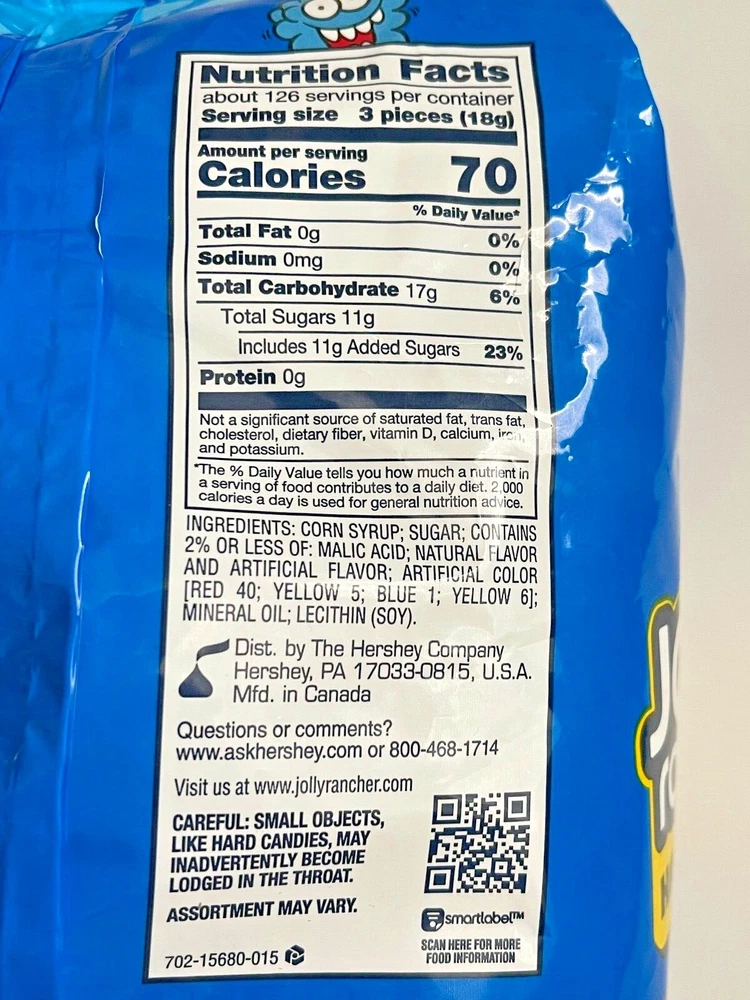 Nutrition Facts
about 126 servings per container
Serving size 3 pieces (18g)
Amount per serving
Calories 70
% Daily Value*
Total Fat 0g 0%
Sodium 0mg 0%
Total Carbohydrate 17g 6%
Total Sugars 11g
Includes 11g Added Sugars 23%
Protein 0g
Not a significant source of saturated fat, trans fat,
cholesterol, dietary fiber, vitamin D, calcium, iron,
and potassium.
*The % Daily Value tells you how much a nutrient in
a serving of food contributes to a daily diet. 2,000
calories a day is used for general nutrition advice.
INGREDIENTS: CORN SYRUP; SUGAR; CONTAINS
2% OR LESS OF: MALIC ACID; NATURAL FLAVOR
AND ARTIFICIAL FLAVOR; ARTIFICIAL COLOR
[RED 40; YELLOW 5; BLUE 1; YELLOW 6];
MINERAL OIL; LECITHIN (SOY).
Dist. by The Hershey Company
Hershey, PA 17033-0815, U.S.A.
Mfd. in Canada
Questions or comments?
www.askhershey.com or 800-468-1714
Visit us at www.jollyrancher.com
CAREFUL: SMALL OBJECTS,
LIKE HARD CANDIES, MAY
INADVERTENTLY BECOME
LODGED IN THE THROAT.
ASSORTMENT MAY VARY.
smartlabel™
SCAN HERE FOR MORE
FOOD INFORMATION
702-15680-015